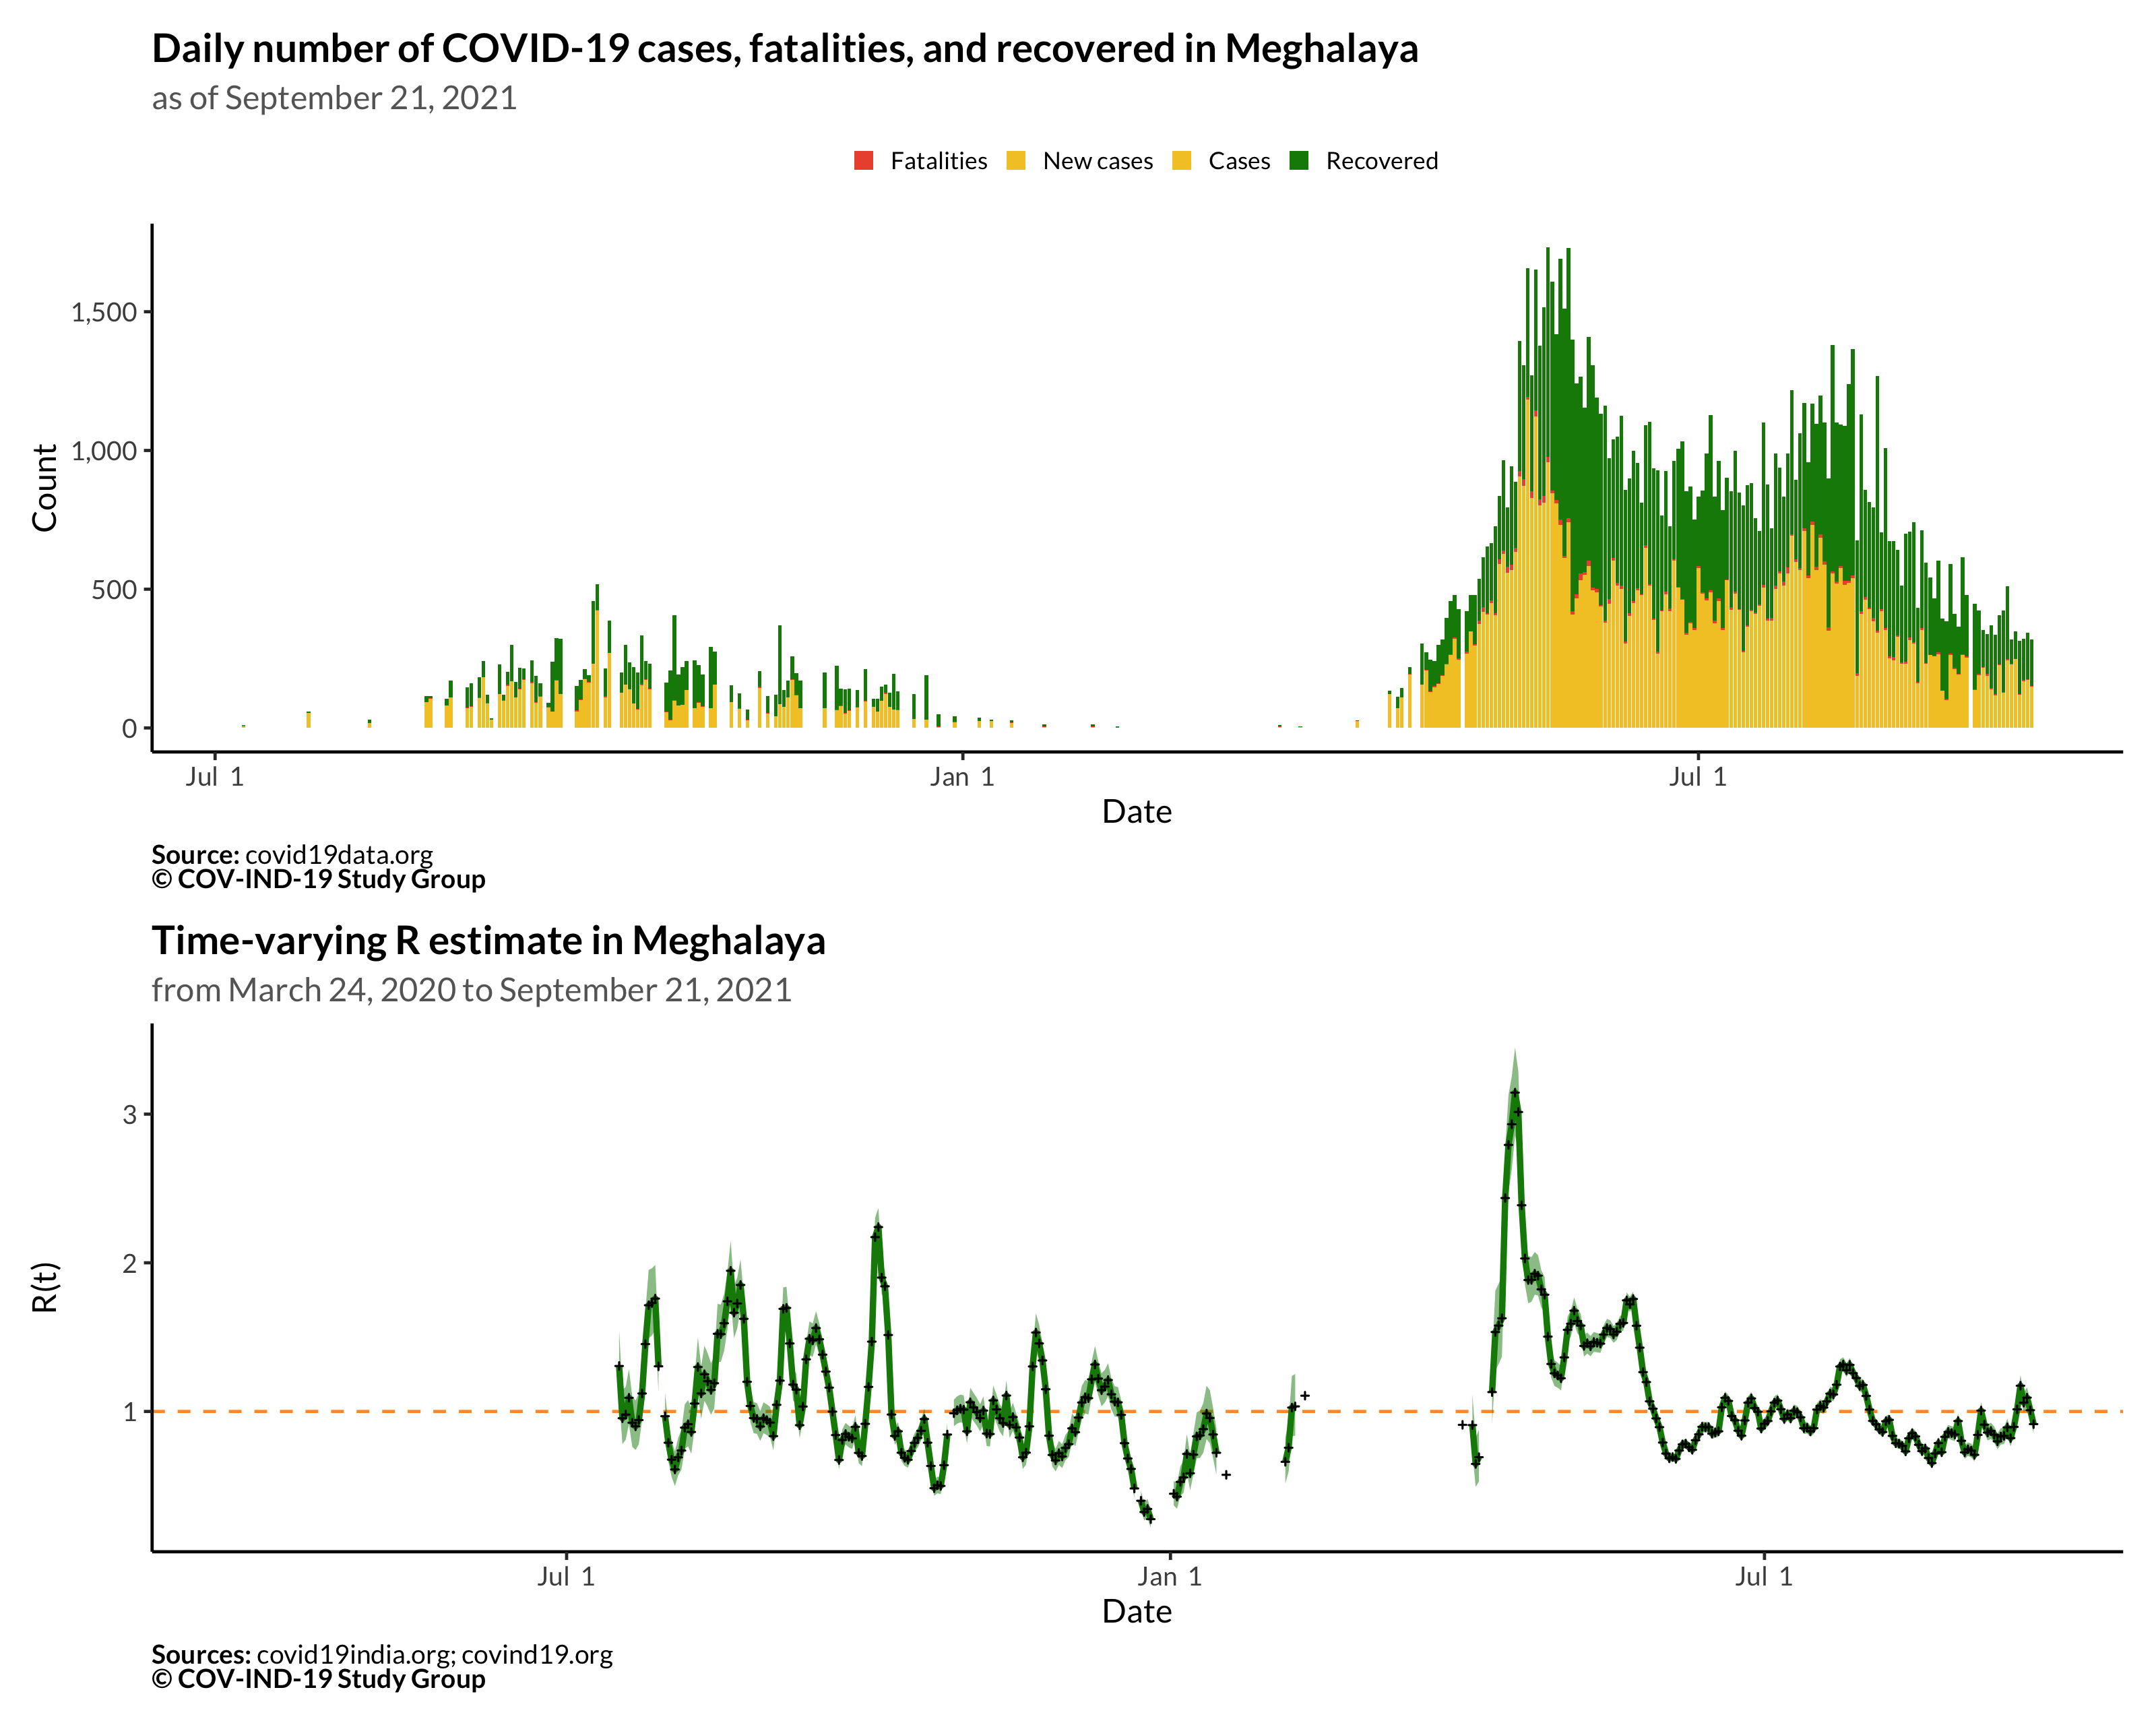 Daily number of COVID-19 cases, fatalities, and recovered in Meghalaya
as of September 21, 2021
Fatalities New cases Cases Recovered
Count
1,500
1,000
500
0
Jul 1 Jan 1 Jul 1
Date
Source: covid19data.org
© COV-IND-19 Study Group
Time-varying R estimate in Meghalaya
from March 24, 2020 to September 21, 2021
R(t)
3
2
1
Jul 1 Jan 1 Jul 1
Date
Sources: covid19india.org; covind19.org
© COV-IND-19 Study Group